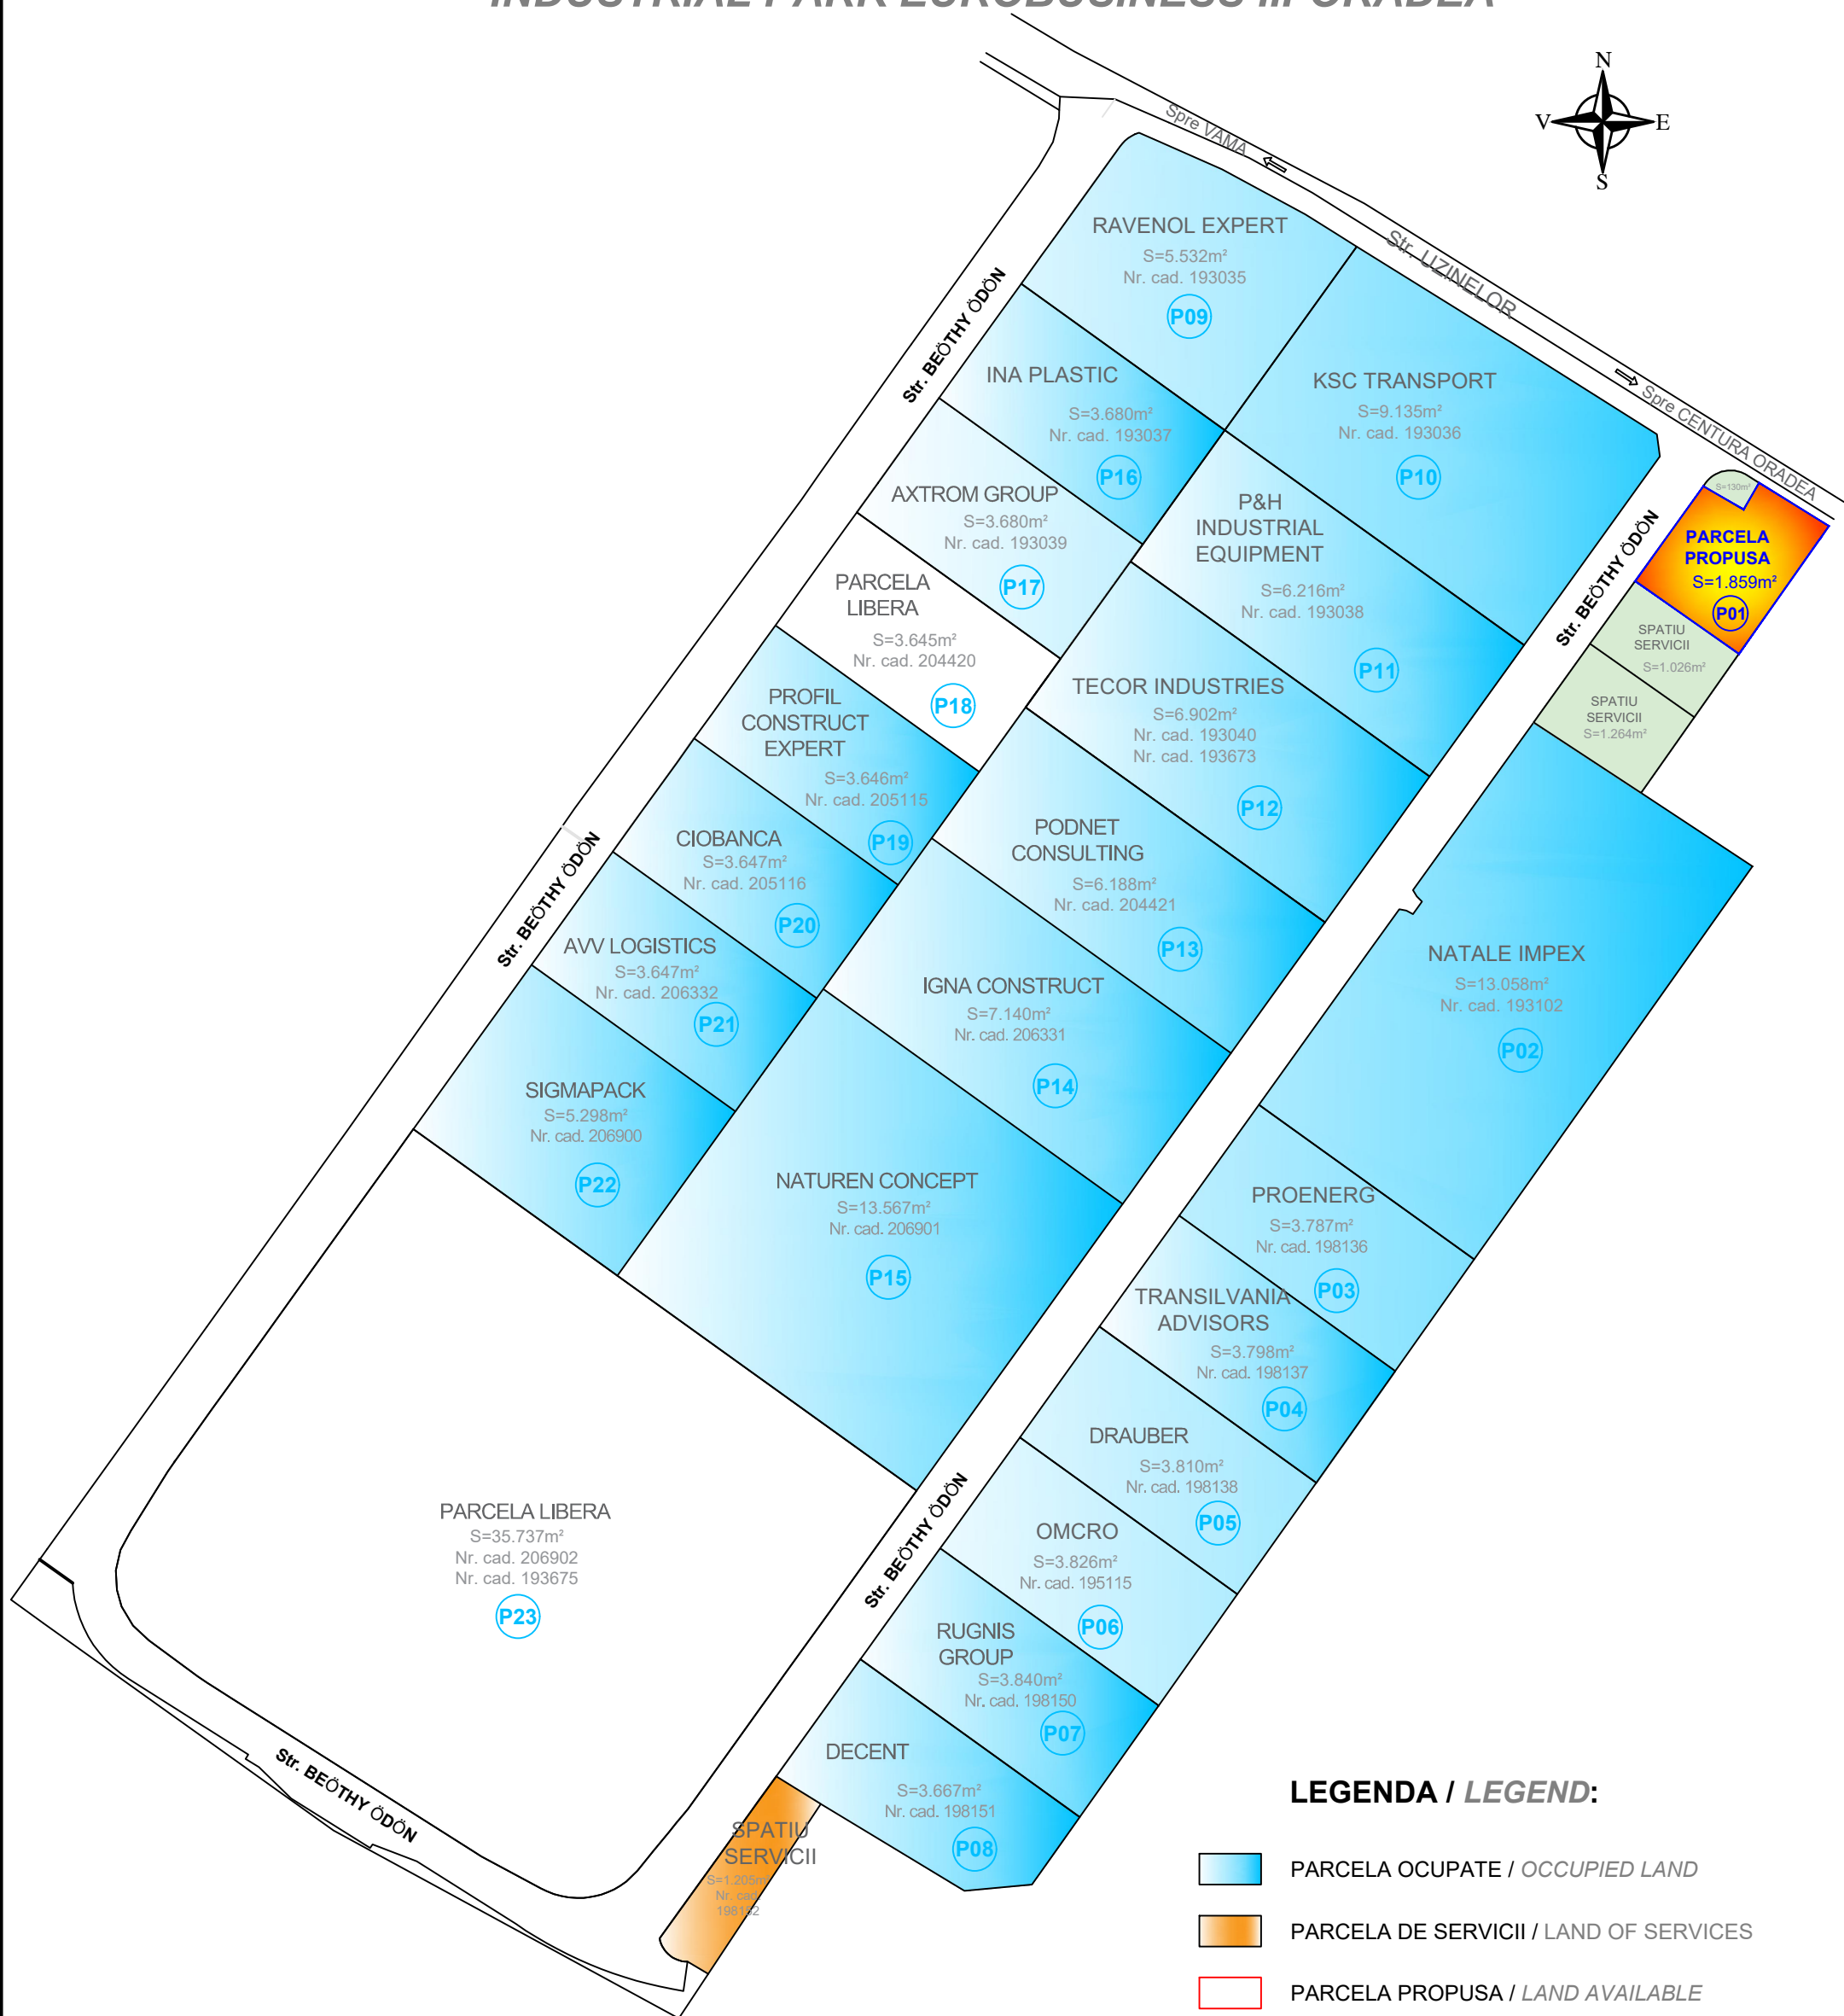 INDUSTRIAL PARK EUROBUSINESS III ORADEA
N
V
E
S
Spre VAMA
Str. UZINELOR
Spre CENTURA ORADEA
Str. BEÖTHY ÖDÖN
RAVENOL EXPERT
S=5.532m²
Nr. cad. 193035
P09
KSC TRANSPORT
S=9.135m²
Nr. cad. 193036
P10
INA PLASTIC
S=3.680m²
Nr. cad. 193037
P16
AXTROM GROUP
S=3.680m²
Nr. cad. 193039
P17
P&H
INDUSTRIAL
EQUIPMENT
S=6.216m²
Nr. cad. 193038
P11
Str. BEÖTHY ÖDÖN
S=130m²
PARCELA
PROPUSA
S=1.859m²
P01
SPATIU
SERVICII
S=1.026m²
SPATIU
SERVICII
S=1.264m²
PARCELA
LIBERA
S=3.645m²
Nr. cad. 204420
P18
TECOR INDUSTRIES
S=6.902m²
Nr. cad. 193040
Nr. cad. 193673
P12
PROFIL
CONSTRUCT
EXPERT
S=3.646m²
Nr. cad. 205115
P19
PODNET
CONSULTING
S=6.188m²
Nr. cad. 204421
P13
CIOBANCA
S=3.647m²
Nr. cad. 205116
P20
Str. BEÖTHY ÖDÖN
AVV LOGISTICS
S=3.647m²
Nr. cad. 206332
P21
IGNA CONSTRUCT
S=7.140m²
Nr. cad. 206331
P14
NATALE IMPEX
S=13.058m²
Nr. cad. 193102
P02
SIGMAPACK
S=5.298m²
Nr. cad. 206900
P22
NATUREN CONCEPT
S=13.567m²
Nr. cad. 206901
P15
PROENERG
S=3.787m²
Nr. cad. 198136
P03
TRANSILVANIA
ADVISORS
S=3.798m²
Nr. cad. 198137
P04
DRAUBER
S=3.810m²
Nr. cad. 198138
P05
Str. BEÖTHY ÖDÖN
OMCRO
S=3.826m²
Nr. cad. 195115
P06
PARCELA LIBERA
S=35.737m²
Nr. cad. 206902
Nr. cad. 193675
P23
RUGNIS
GROUP
S=3.840m²
Nr. cad. 198150
P07
DECENT
S=3.667m²
Nr. cad. 198151
P08
Str. BEÖTHY ÖDÖN
SPATIU
SERVICII
S=1.205m²
Nr. cad.
198152
LEGENDA / LEGEND:
PARCELA OCUPATE / OCCUPIED LAND
PARCELA DE SERVICII / LAND OF SERVICES
PARCELA PROPUSA / LAND AVAILABLE